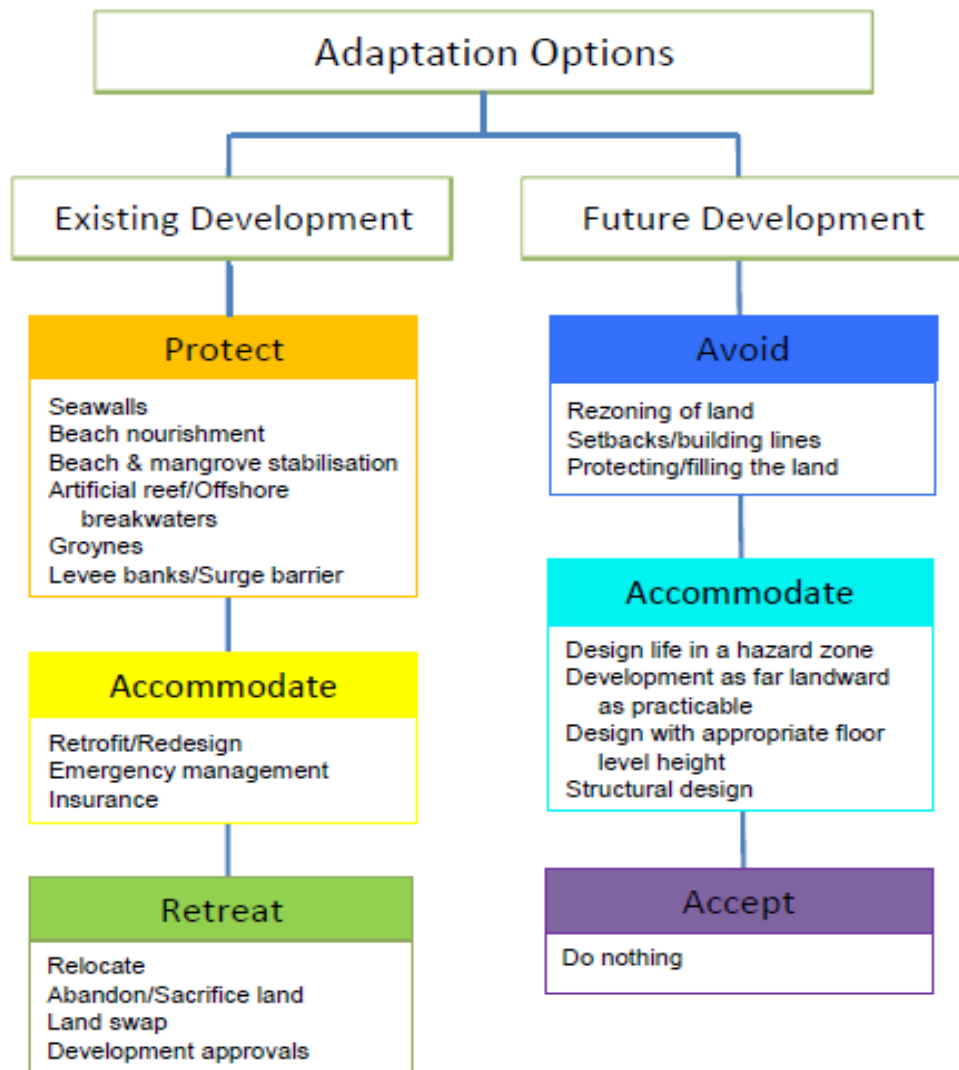 Adaptation Options
Existing Development
Protect
Seawalls
Beach nourishment
Beach & mangrove stabilisation
Artificial reef/Offshore
breakwaters
Groynes
Levee banks/Surge barrier
Accommodate
Retrofit/Redesign
Emergency management
Insurance
Retreat
Relocate
Abandon/Sacrifice land
Land swap
Development approvals
Future Development
Avoid
Rezoning of land
Setbacks/building lines
Protecting/filling the land
Accommodate
Design life in a hazard zone
Development as far landward
as practicable
Design with appropriate floor
level height
Structural design
Accept
Do nothing